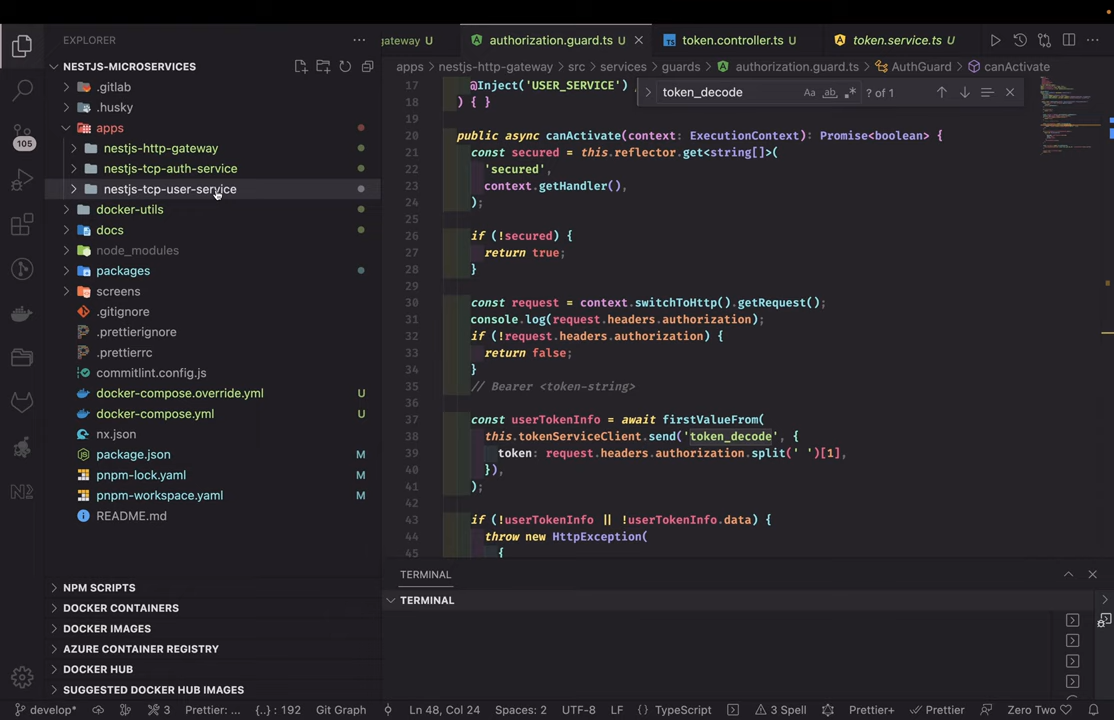 EXPLORER
gateway U
authorization.guard.ts U
token.controller.ts U
token.service.ts U
NESTJS-MICROSERVICES
apps > nestjs-http-gateway > src > services > guards > authorization.guard.ts > AuthGuard > canActivate
.gitlab
.husky
apps
nestjs-http-gateway
nestjs-tcp-auth-service
nestjs-tcp-user-service
docker-utils
docs
node_modules
packages
screens
.gitignore
.prettierignore
.prettierrc
commitlint.config.js
docker-compose.override.yml U
docker-compose.yml U
nx.json
package.json M
pnpm-lock.yaml M
pnpm-workspace.yaml M
README.md
NPM SCRIPTS
DOCKER CONTAINERS
DOCKER IMAGES
AZURE CONTAINER REGISTRY
DOCKER HUB
SUGGESTED DOCKER HUB IMAGES
105
token_decode
Aa ab .* ? of 1
17 @Inject('USER_SERVICE')
18 ) { }
19
20 public async canActivate(context: ExecutionContext): Promise<boolean> {
21 const secured = this.reflector.get<string[]>(
22 'secured',
23 context.getHandler(),
24 );
25
26 if (!secured) {
27 return true;
28 }
29
30 const request = context.switchToHttp().getRequest();
31 console.log(request.headers.authorization);
32 if (!request.headers.authorization) {
33 return false;
34 }
35 // Bearer <token-string>
36
37 const userTokenInfo = await firstValueFrom(
38 this.tokenServiceClient.send('token_decode', {
39 token: request.headers.authorization.split(' ')[1],
40 }),
41 );
42
43 if (!userTokenInfo || !userTokenInfo.data) {
44 throw new HttpException(
45 {
TERMINAL
TERMINAL
develop* 3 Prettier: ... {..} : 192 Git Graph Ln 48, Col 24 Spaces: 2 UTF-8 LF TypeScript 3 Spell Prettier+ Prettier Zero Two